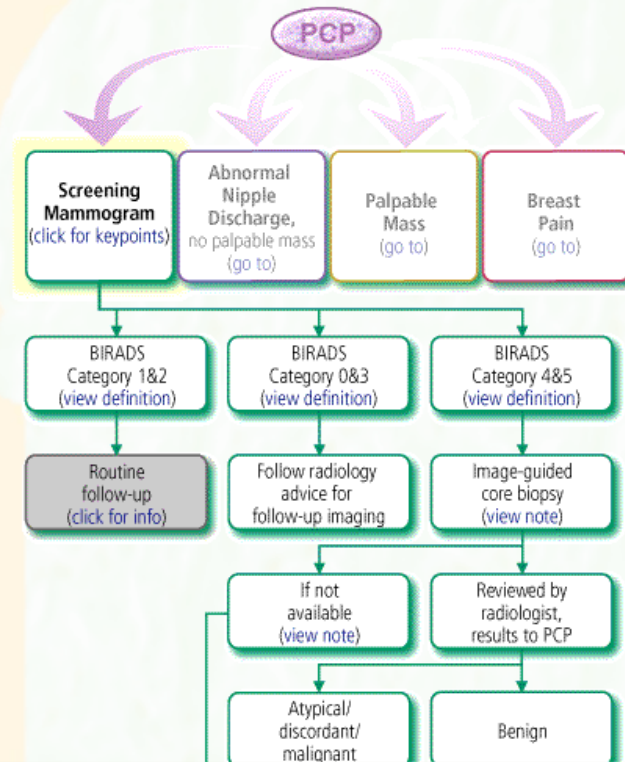 PCP
Screening
Mammogram
(click for keypoints)
Abnormal
Nipple
Discharge,
no palpable mass
(go to)
Palpable
Mass
(go to)
Breast
Pain
(go to)
BIRADS
Category 1&2
(view definition)
BIRADS
Category 0&3
(view definition)
BIRADS
Category 4&5
(view definition)
Routine
follow-up
(click for info)
Follow radiology
advice for
follow-up imaging
Image-guided
core biopsy
(view note)
If not
available
(view note)
Reviewed by
radiologist,
results to PCP
Atypical/
discordant/
malignant
Benign